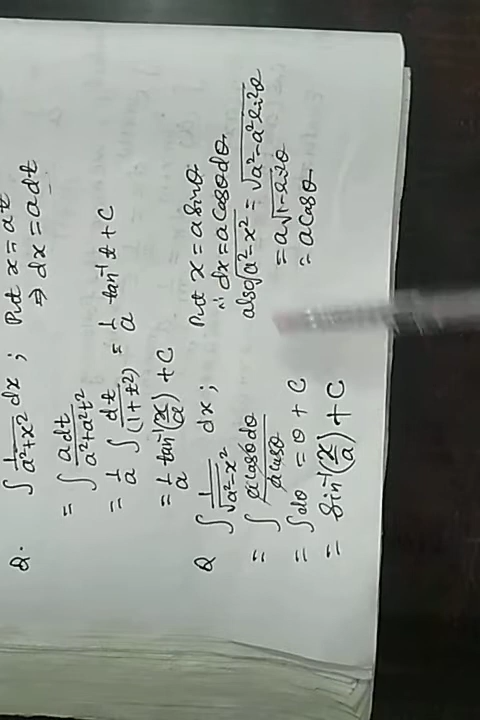 Q. ∫ 1/(a²+x²) dx ; Put x = at
⇒ dx = a dt
= ∫ a dt/(a²+a²t²)
= 1/a ∫ dt/(1+t²) = 1/a tan⁻¹ t + C
= 1/a tan⁻¹(x/a) + C
Q ∫ 1/√(a²-x²) dx ; Put x = a Sinθ
∴ dx = a Cosθ dθ
also √(a²-x²) = √(a²-a² Sin²θ)
= a√(1-Sin²θ)
= a Cosθ
= ∫ a Cosθ dθ/(a Cosθ)
= ∫ dθ = θ + C
= Sin⁻¹(x/a) + C